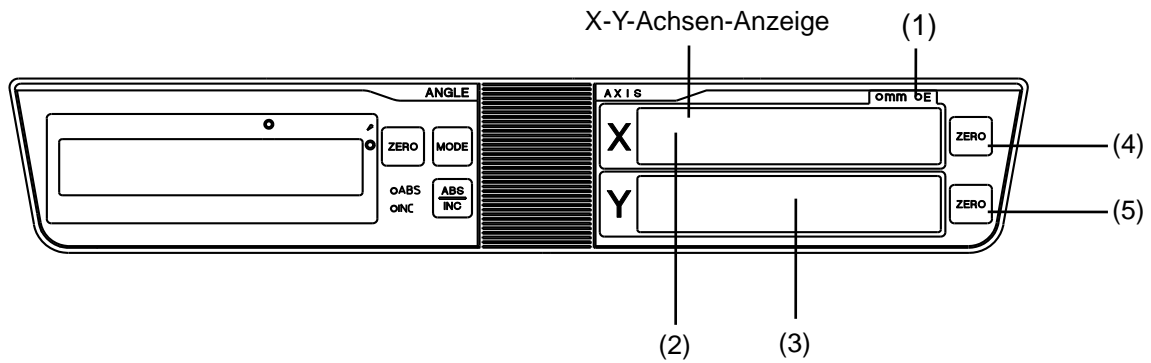 X-Y-Achsen-Anzeige
(1)
ANGLE
AXIS
mm E
X
ZERO
(4)
ZERO
MODE
ABS
INC
ABS
INC
Y
ZERO
(5)
(2)
(3)